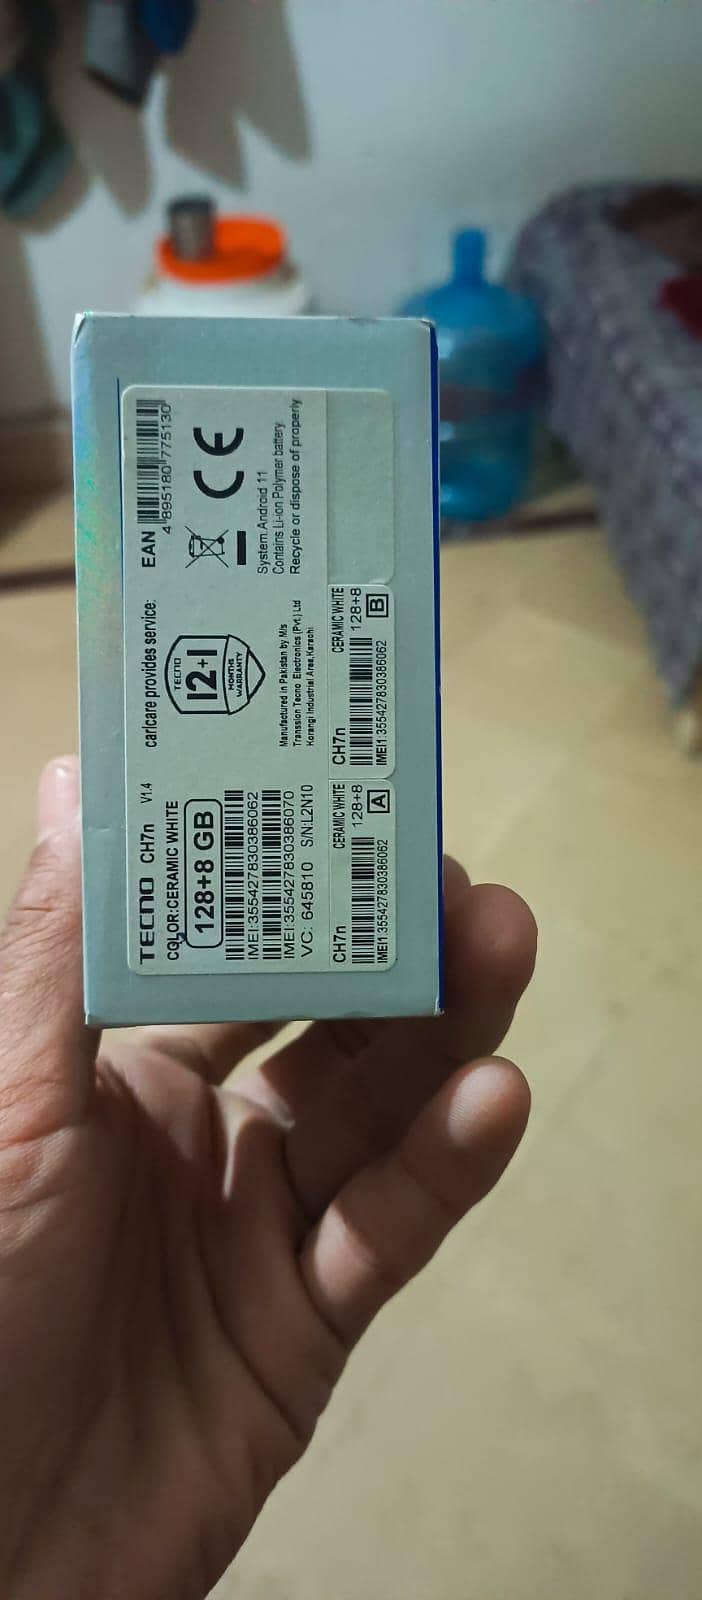 TECNO CH7n V1.4
COLOR:CERAMIC WHITE
128+8 GB
IMEI:355427830386062
IMEI:355427830386070
VC: 645810 S/N:L2N10
carlcare provides service:
TECNO
12+1
MONTHS
WARRANTY
Manufactured in Pakistan by M/s
Transsion Tecno Electronics (Pvt.) Ltd
Korangi Industrial Area,Karachi
EAN
4 895180 775130
CE
System.Android 11
Contains Li-ion Polymer battery.
Recycle or dispose of properly
CH7n CERAMIC WHITE
128+8
IMEI1:355427830386062 A
CH7n CERAMIC WHITE
128+8
IMEI1:355427830386062 B